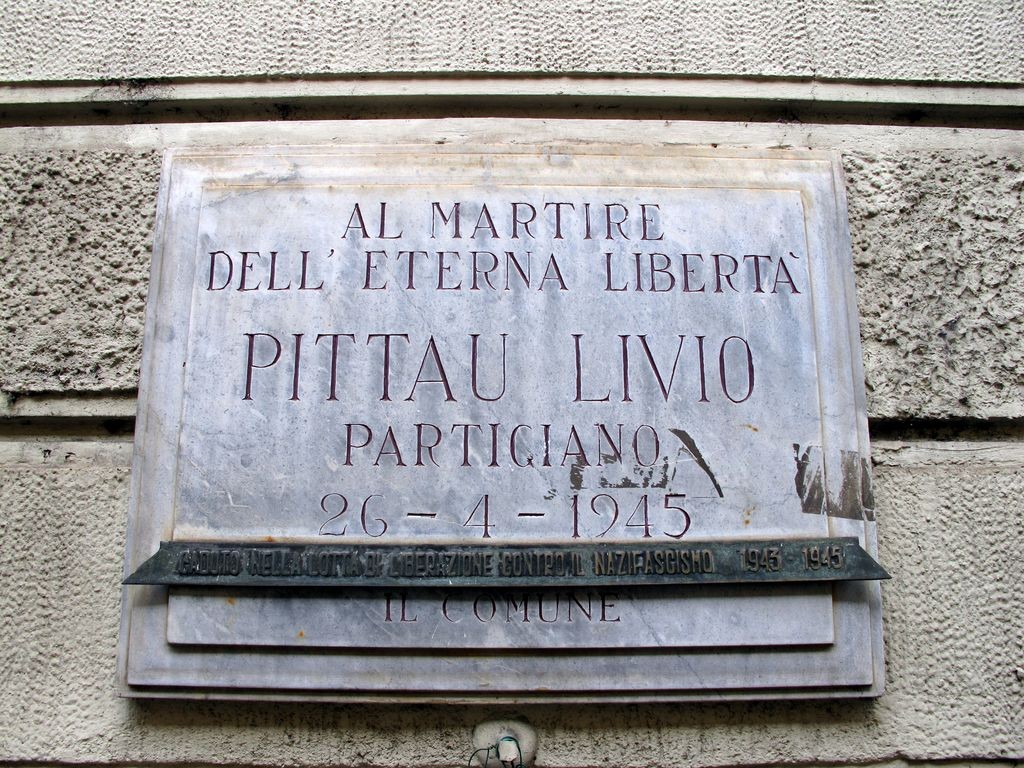 AL MARTIRE
DELL' ETERNA LIBERTÀ
PITTAU LIVIO
PARTIGIANO
26 - 4 - 1945
CADUTO NELLA LOTTA DI LIBERAZIONE CONTRO IL NAZIFASCISMO 1943 - 1945
IL COMUNE